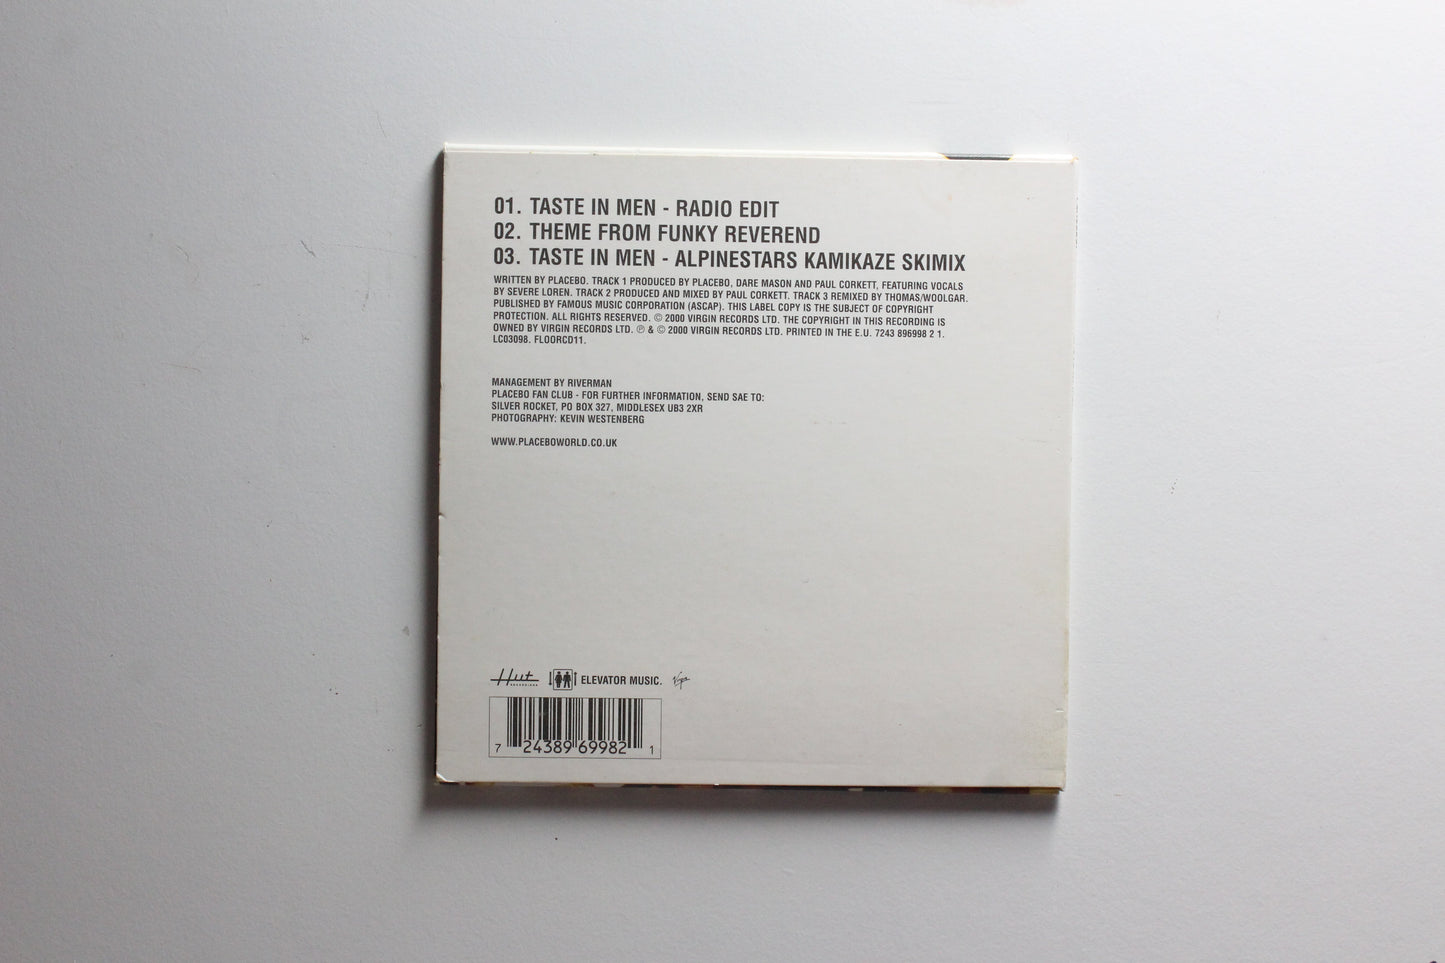 01. TASTE IN MEN - RADIO EDIT
02. THEME FROM FUNKY REVEREND
03. TASTE IN MEN - ALPINESTARS KAMIKAZE SKIMIX
WRITTEN BY PLACEBO. TRACK 1 PRODUCED BY PLACEBO, DARE MASON AND PAUL CORKETT, FEATURING VOCALS
BY SEVERE LOREN. TRACK 2 PRODUCED AND MIXED BY PAUL CORKETT. TRACK 3 REMIXED BY THOMAS/WOOLGAR.
PUBLISHED BY FAMOUS MUSIC CORPORATION (ASCAP). THIS LABEL COPY IS THE SUBJECT OF COPYRIGHT
PROTECTION. ALL RIGHTS RESERVED. © 2000 VIRGIN RECORDS LTD. THE COPYRIGHT IN THIS RECORDING IS
OWNED BY VIRGIN RECORDS LTD. ℗ & © 2000 VIRGIN RECORDS LTD. PRINTED IN THE E.U. 7243 896998 2 1.
LC03098. FLOORCD11.
MANAGEMENT BY RIVERMAN
PLACEBO FAN CLUB - FOR FURTHER INFORMATION, SEND SAE TO:
SILVER ROCKET, PO BOX 327, MIDDLESEX UB3 2XR
PHOTOGRAPHY: KEVIN WESTENBERG
WWW.PLACEBOWORLD.CO.UK
Hut ELEVATOR MUSIC. Virgin
7 24389 69982 1